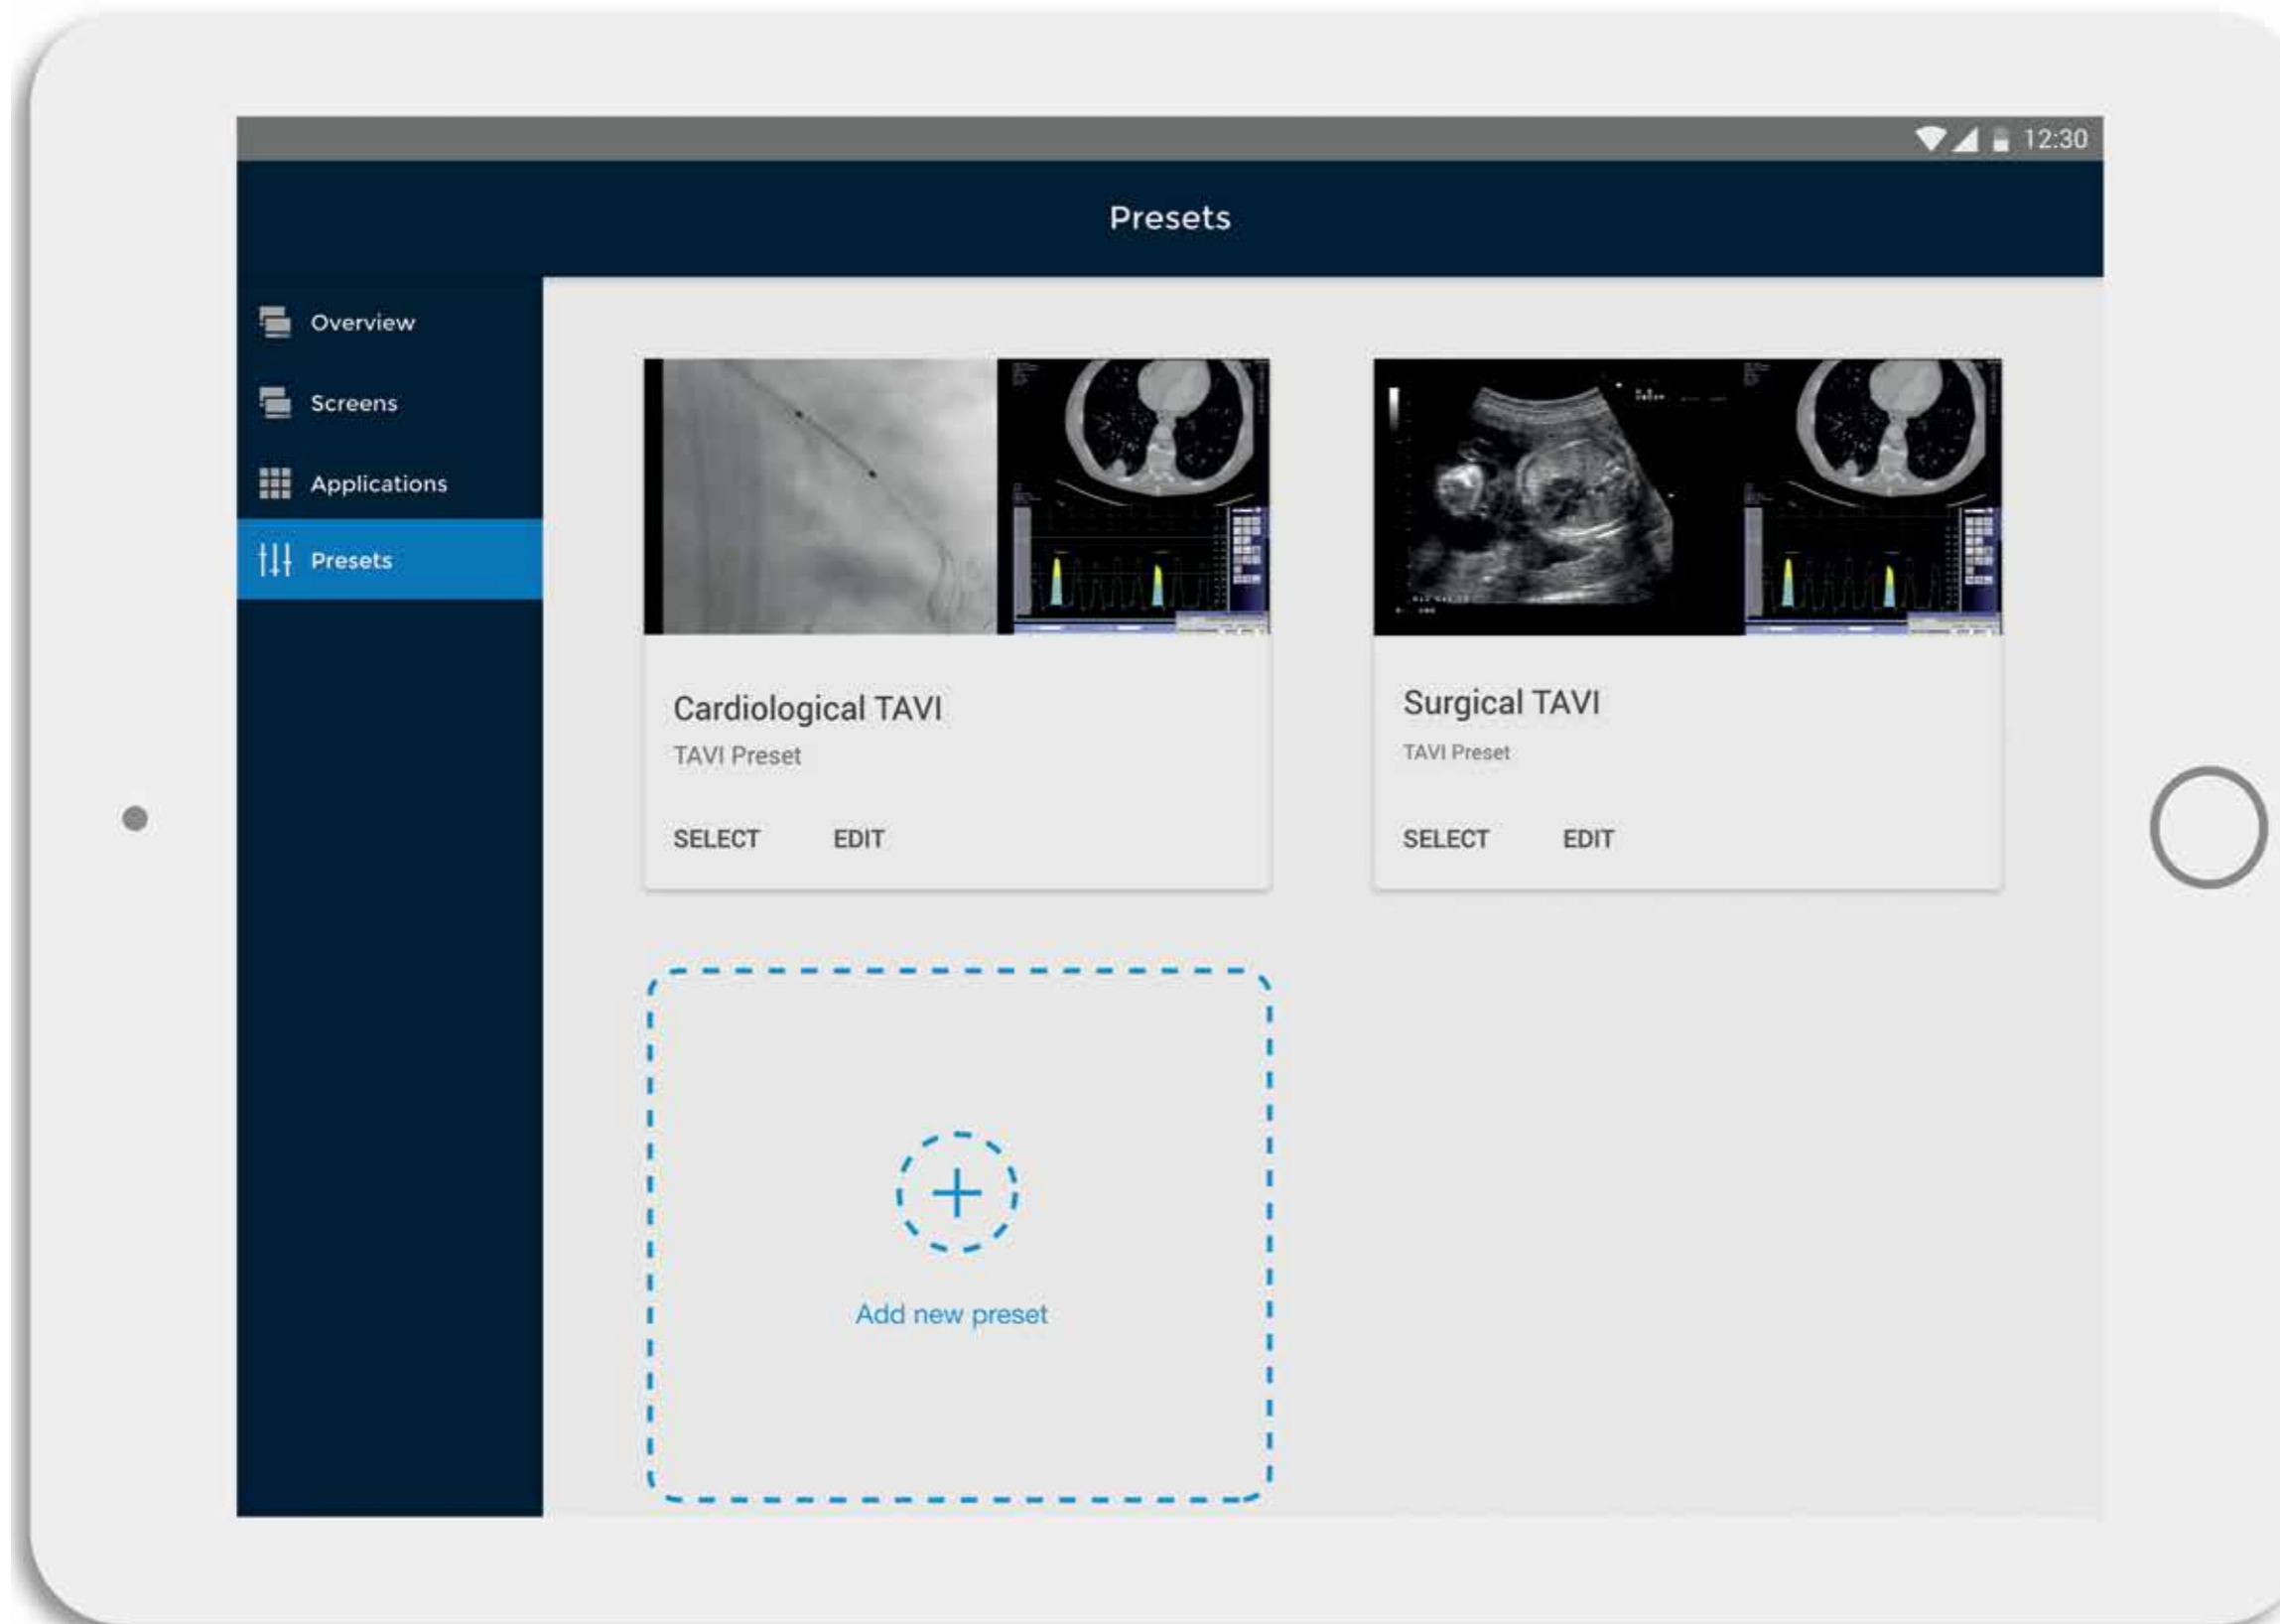 12:30
Presets
Overview
Screens
Applications
Presets
Cardiological TAVI
TAVI Preset
SELECT EDIT
Surgical TAVI
TAVI Preset
SELECT EDIT
Add new preset